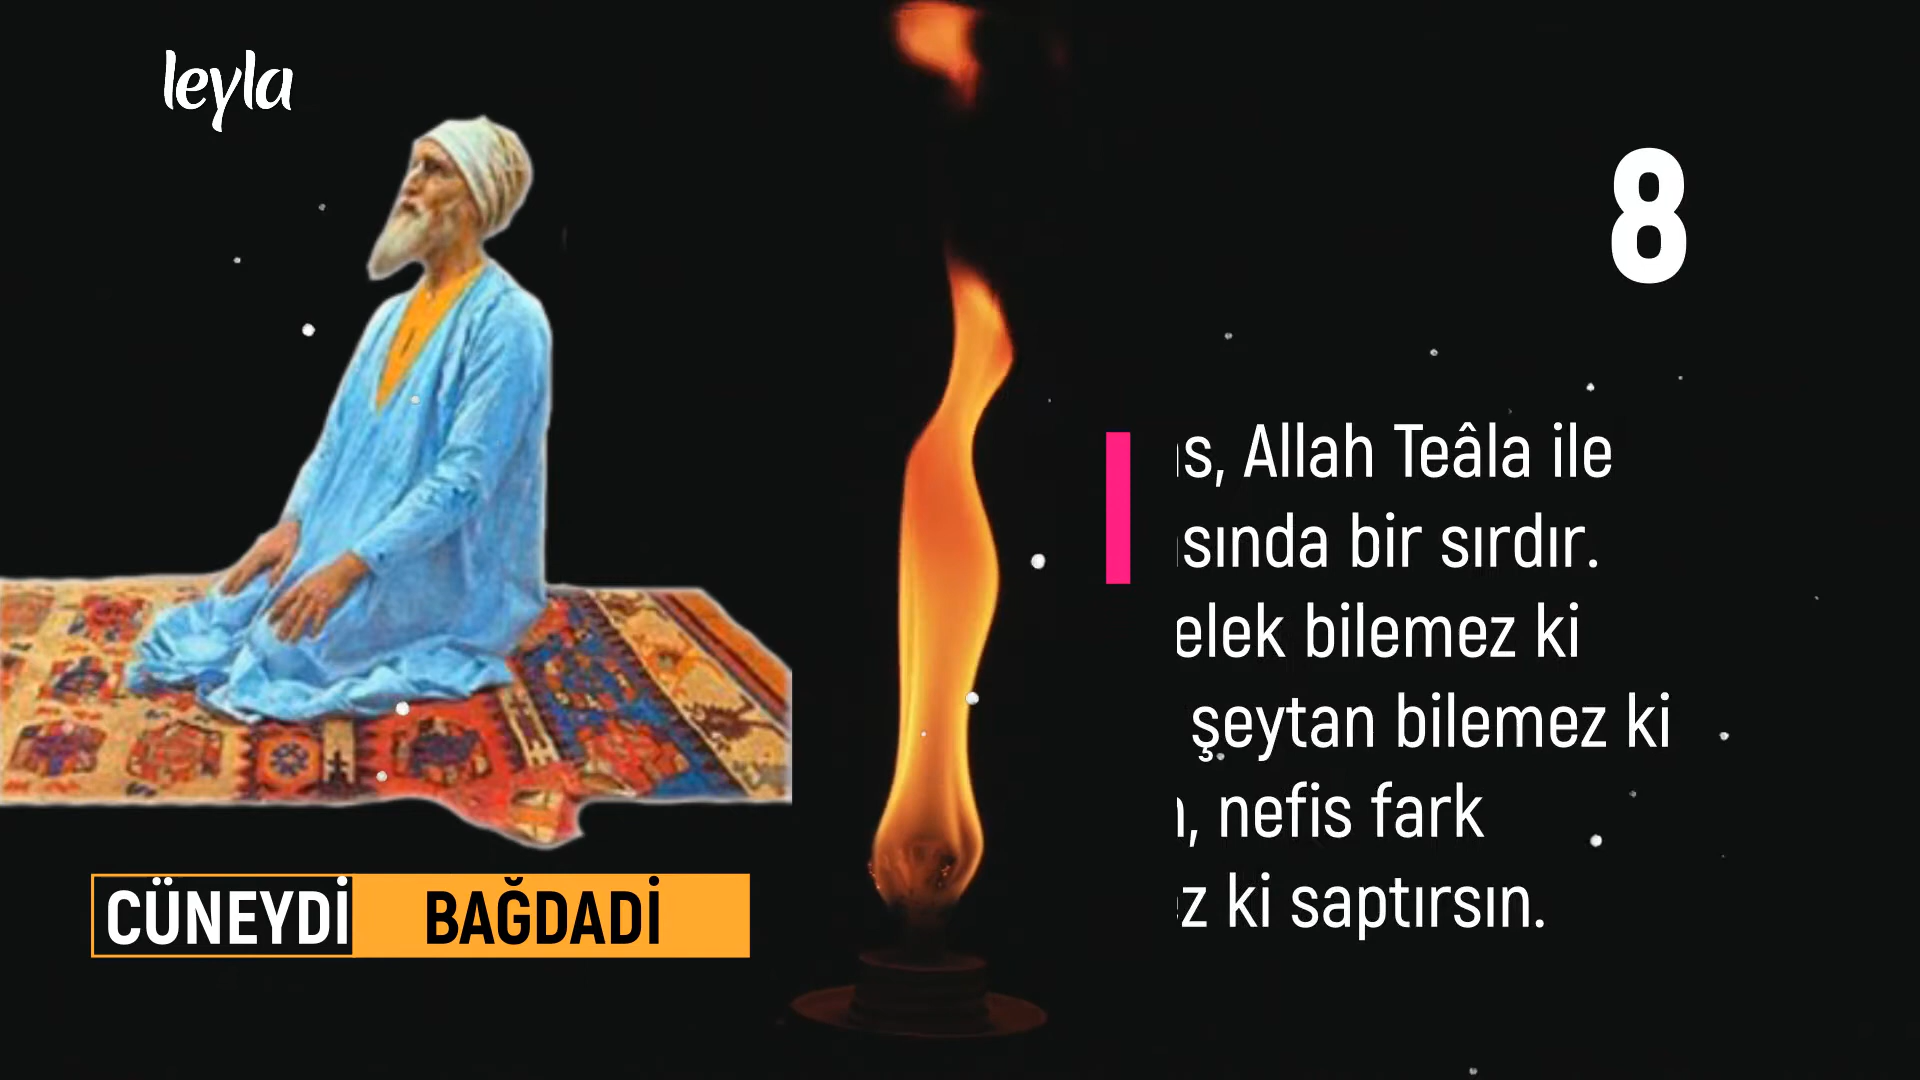 leyla
8
s, Allah Teâla ile
sında bir sırdır.
elek bilemez ki
şeytan bilemez ki
, nefis fark
z ki saptırsın.
CÜNEYDİ BAĞDADİ